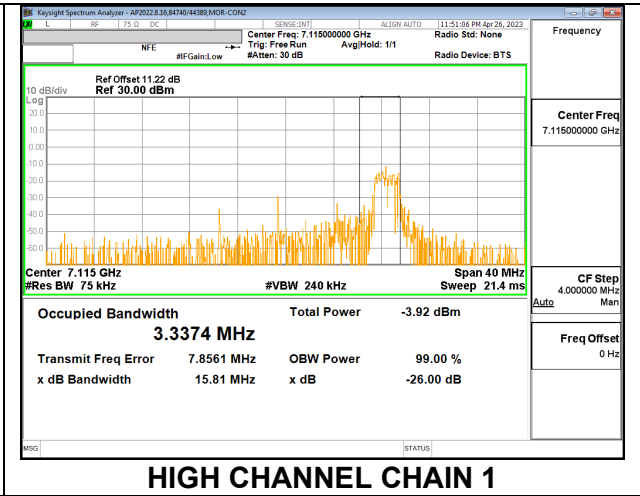 Keysight Spectrum Analyzer - AP2022.8.16,84740/44389,MOR-CON2
L RF 75 Ω DC SENSE:INT ALIGN AUTO 11:51:06 PM Apr 26, 2023
Center Freq: 7.115000000 GHz Radio Std: None
NFE Trig: Free Run Avg|Hold: 1/1
#IFGain:Low #Atten: 30 dB Radio Device: BTS
Frequency
Ref Offset 11.22 dB
10 dB/div Ref 30.00 dBm
Log
20.0
10.0
0.00
-10.0
-20.0
-30.0
-40.0
-50.0
-60.0
Center 7.115 GHz Span 40 MHz
#Res BW 75 kHz #VBW 240 kHz Sweep 21.4 ms
Occupied Bandwidth Total Power -3.92 dBm
3.3374 MHz
Transmit Freq Error 7.8561 MHz OBW Power 99.00 %
x dB Bandwidth 15.81 MHz x dB -26.00 dB
Center Freq
7.115000000 GHz
CF Step
4.000000 MHz
Auto Man
Freq Offset
0 Hz
MSG STATUS
HIGH CHANNEL CHAIN 1